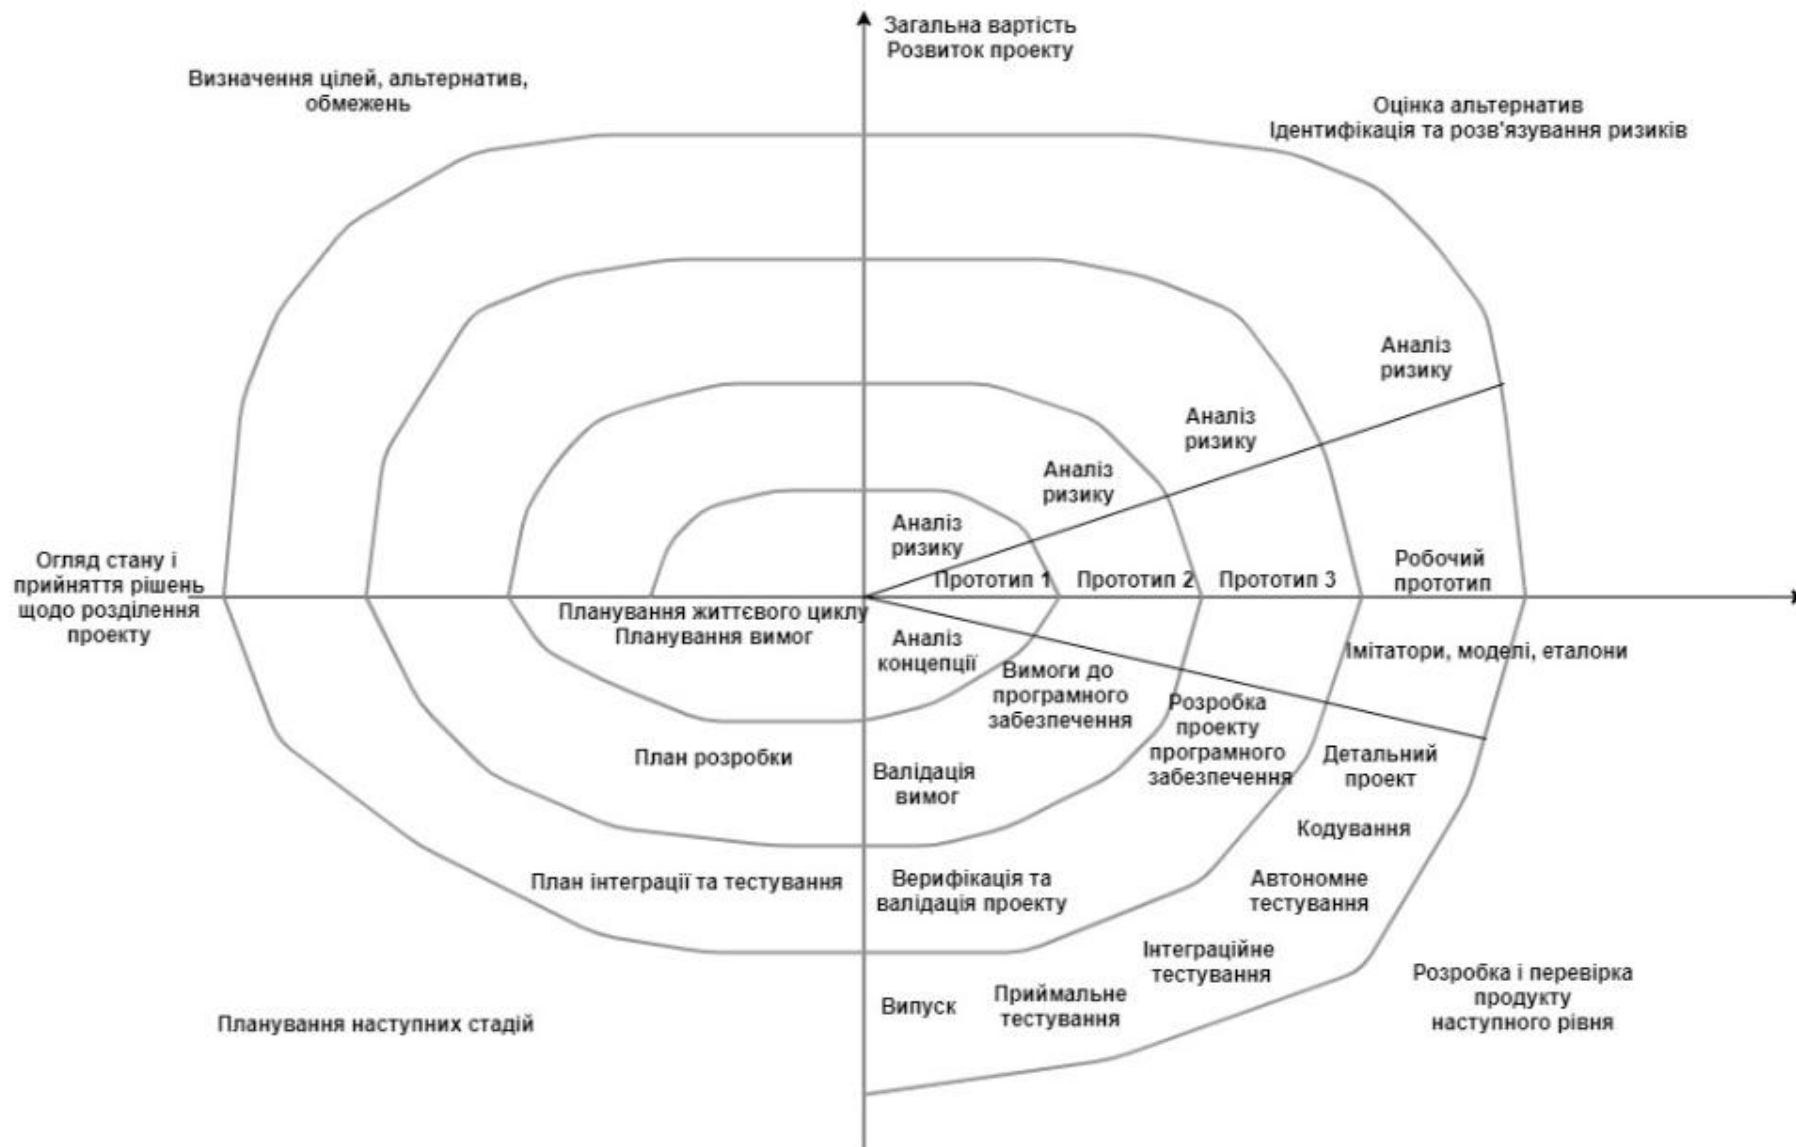 Загальна вартість
Розвиток проекту
Визначення цілей, альтернатив,
обмежень
Оцінка альтернатив
Ідентифікація та розв'язування ризиків
Аналіз
ризику
Аналіз
ризику
Аналіз
ризику
Аналіз
ризику
Огляд стану і
прийняття рішень
щодо розділення
проекту
Прототип 1
Прототип 2
Прототип 3
Робочий
прототип
Планування життєвого циклу
Планування вимог
Аналіз
концепції
Імітатори, моделі, еталони
Вимоги до
програмного
забезпечення
Розробка
проекту
програмного
забезпечення
План розробки
Валідація
вимог
Детальний
проект
Кодування
План інтеграції та тестування
Верифікація та
валідація проекту
Автономне
тестування
Інтеграційне
тестування
Випуск
Приймальне
тестування
Розробка і перевірка
продукту
наступного рівня
Планування наступних стадій